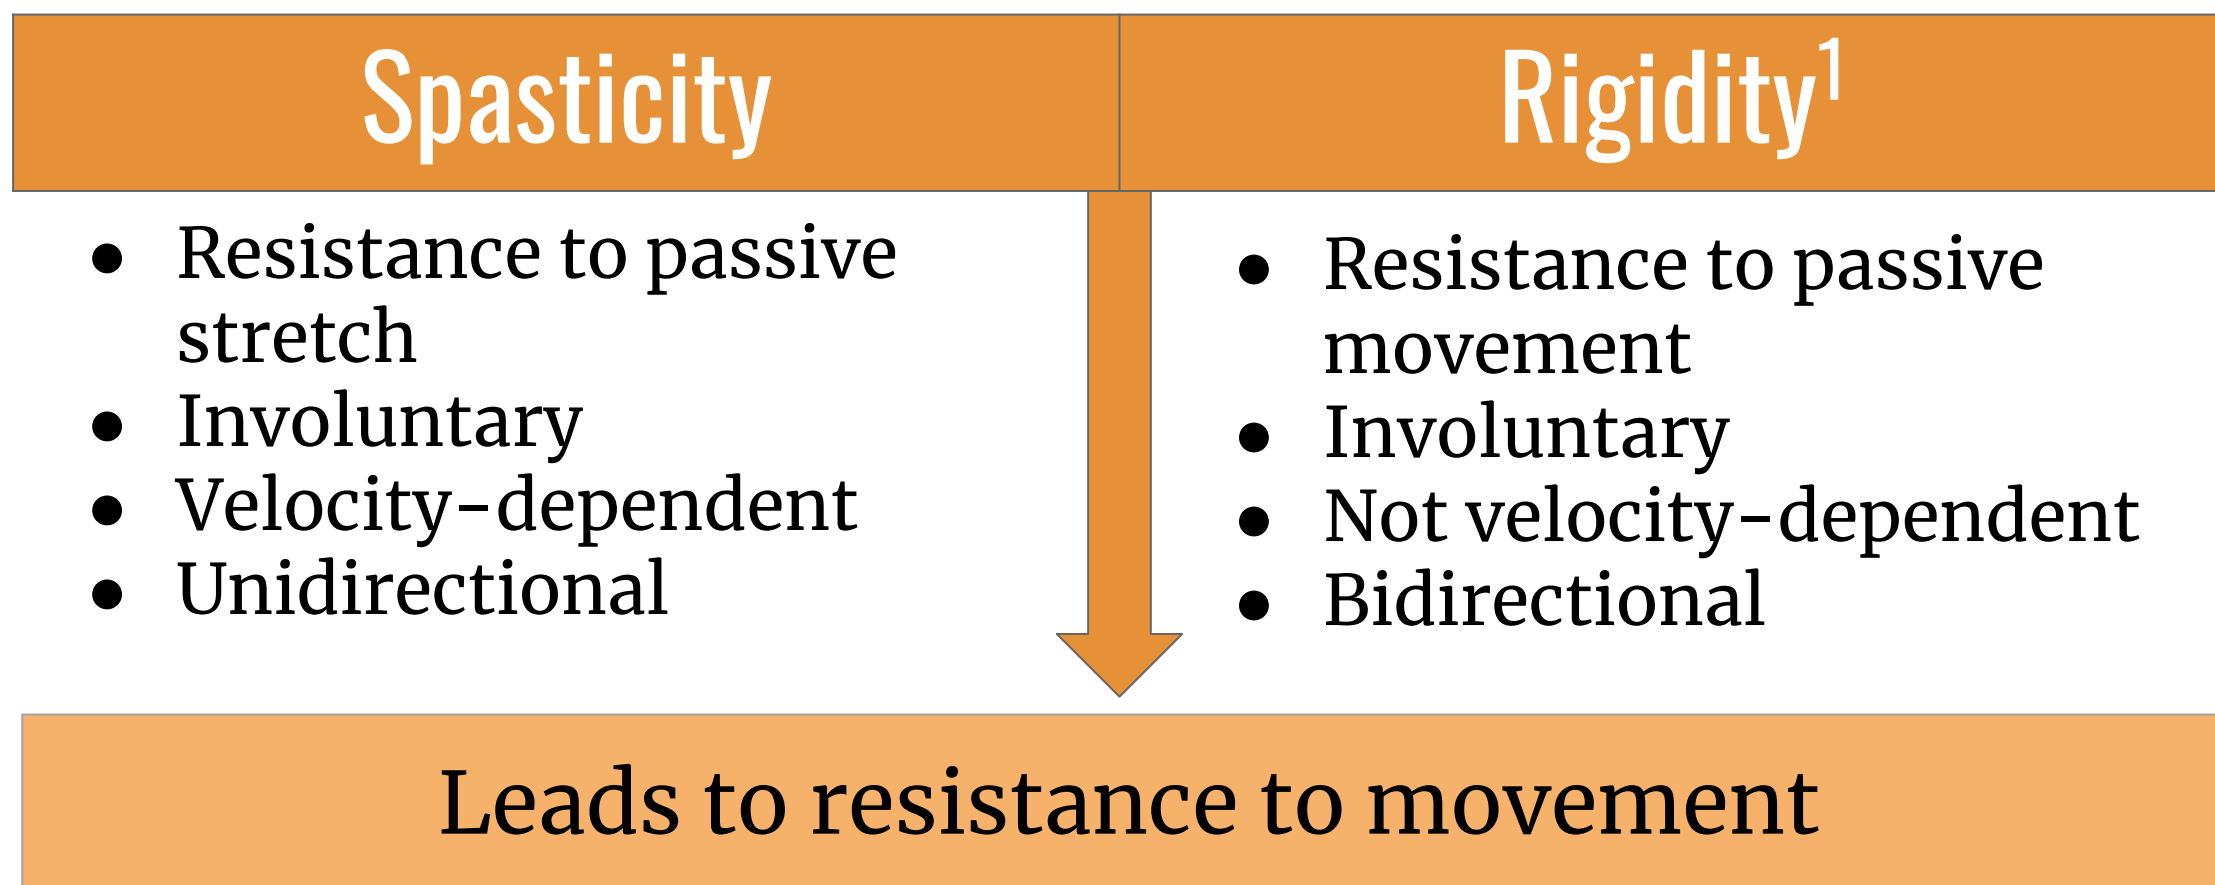 Spasticity
Rigidity¹
● Resistance to passive
stretch
● Involuntary
● Velocity-dependent
● Unidirectional
● Resistance to passive
movement
● Involuntary
● Not velocity-dependent
● Bidirectional
Leads to resistance to movement